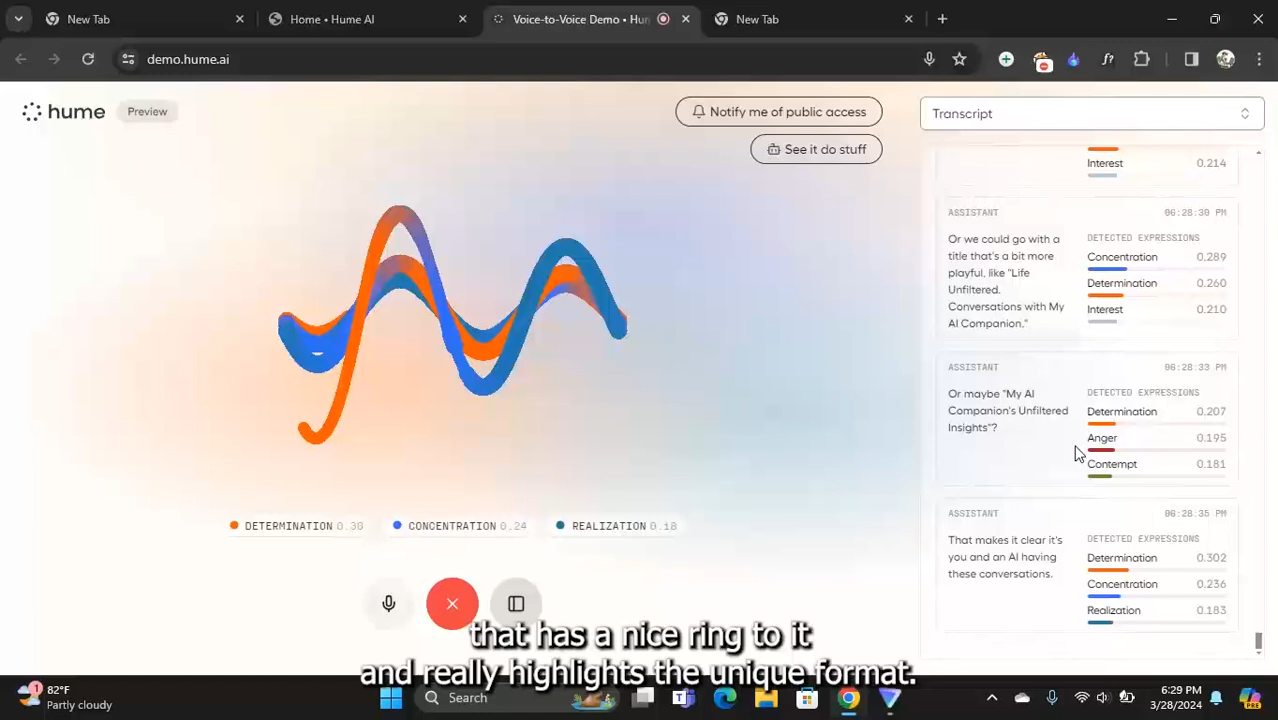 New Tab
Home • Hume AI
Voice-to-Voice Demo • Hu
New Tab
demo.hume.ai
hume
Preview
Notify me of public access
See it do stuff
Transcript
Interest 0.214
ASSISTANT 06:28:30 PM
Or we could go with a
title that's a bit more
playful, like "Life
Unfiltered.
Conversations with My
AI Companion."
DETECTED EXPRESSIONS
Concentration 0.289
Determination 0.260
Interest 0.210
ASSISTANT 06:28:33 PM
Or maybe "My AI
Companion's Unfiltered
Insights"?
DETECTED EXPRESSIONS
Determination 0.207
Anger 0.195
Contempt 0.181
ASSISTANT 06:28:35 PM
That makes it clear it's
you and an AI having
these conversations.
DETECTED EXPRESSIONS
Determination 0.302
Concentration 0.236
Realization 0.183
DETERMINATION 0.30
CONCENTRATION 0.24
REALIZATION 0.18
that has a nice ring to it
and really highlights the unique format.
1
82°F
Partly cloudy
Search
6:29 PM
3/28/2024
PRE